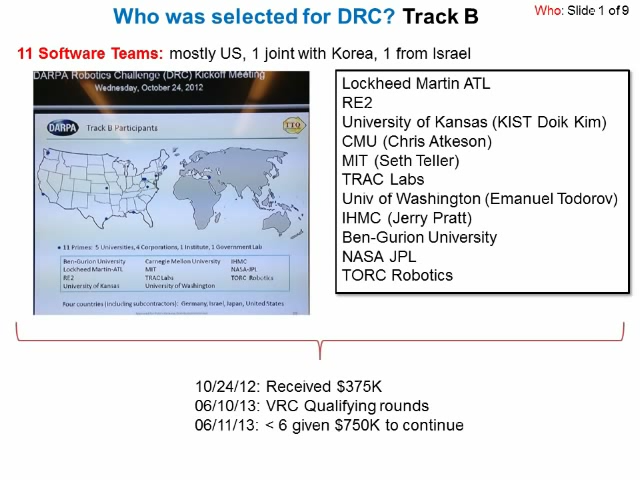 Who was selected for DRC? Track B
Who: Slide 1 of 9
11 Software Teams: mostly US, 1 joint with Korea, 1 from Israel
DARPA Robotics Challenge (DRC) Kickoff Meeting
Wednesday, October 24, 2012
DARPA
Track B Participants
TTO
• 11 Primes: 5 Universities, 4 Corporations, 1 Institute, 1 Government Lab
Ben-Gurion University Carnegie Mellon University IHMC
Lockheed Martin-ATL MIT NASA-JPL
RE2 TRAC Labs TORC Robotics
University of Kansas University of Washington
Four countries (including subcontractors): Germany, Israel, Japan, United States
Lockheed Martin ATL
RE2
University of Kansas (KIST Doik Kim)
CMU (Chris Atkeson)
MIT (Seth Teller)
TRAC Labs
Univ of Washington (Emanuel Todorov)
IHMC (Jerry Pratt)
Ben-Gurion University
NASA JPL
TORC Robotics
10/24/12: Received $375K
06/10/13: VRC Qualifying rounds
06/11/13: < 6 given $750K to continue